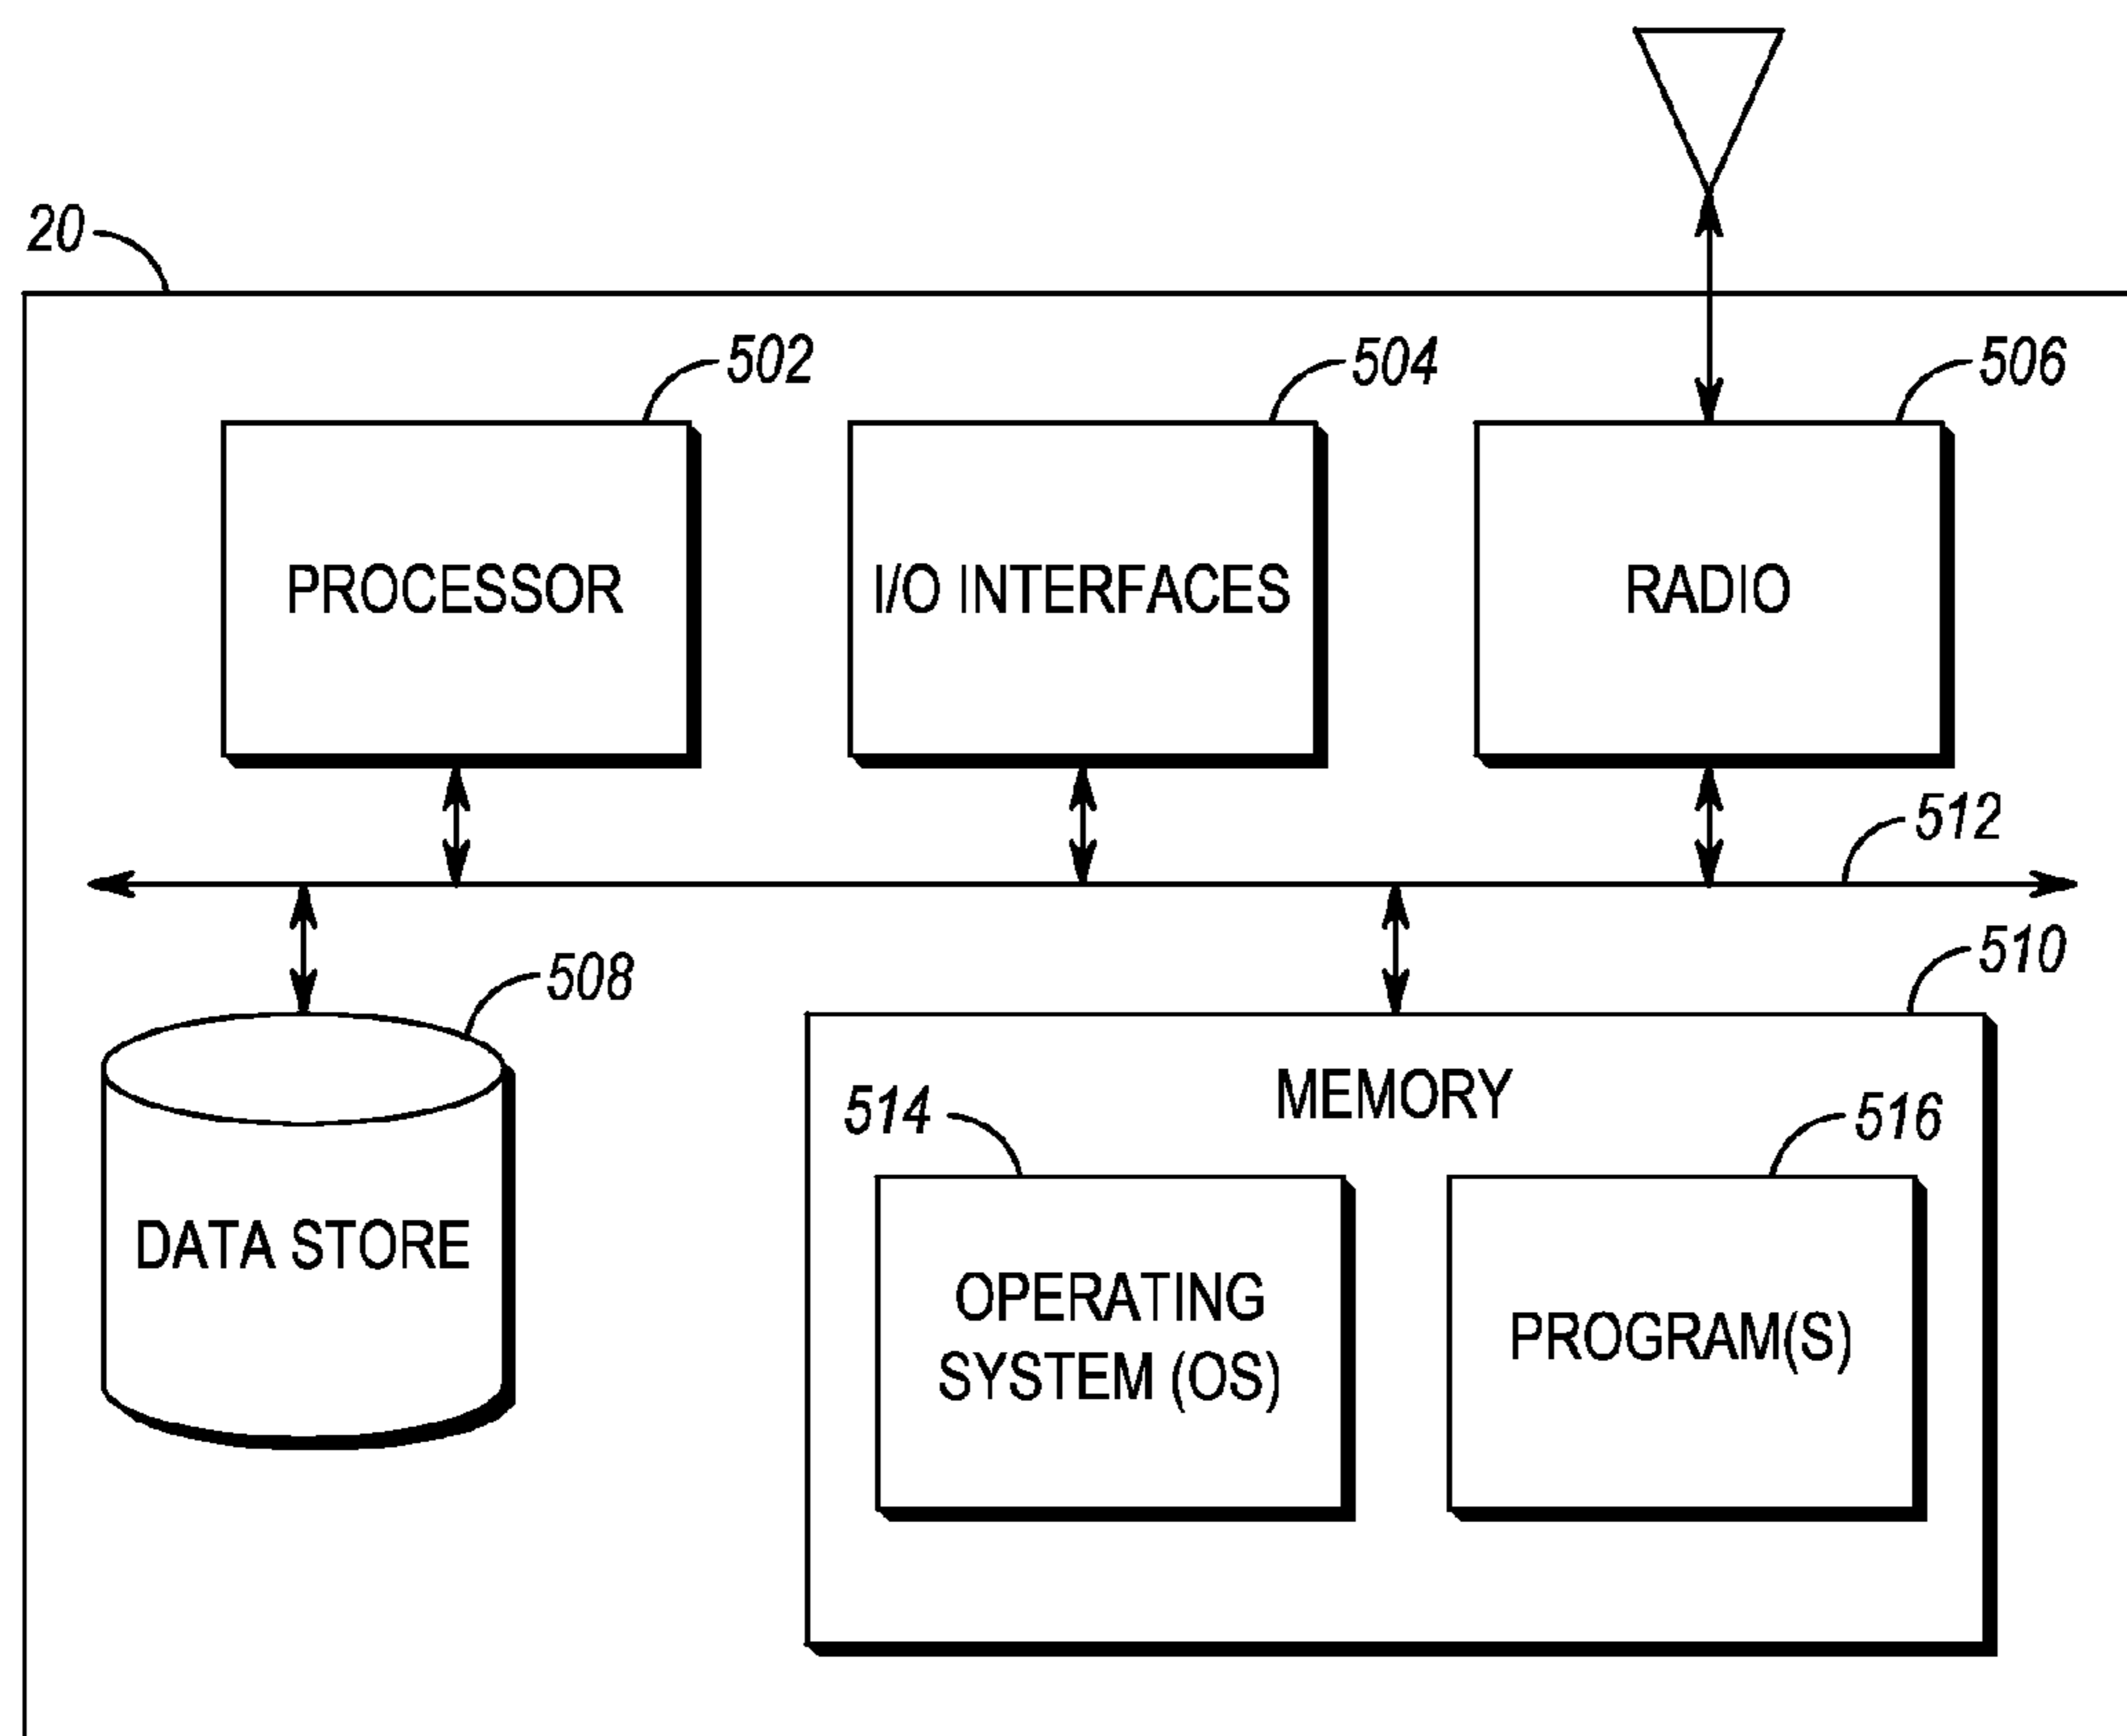 20
502
504
506
PROCESSOR
I/O INTERFACES
RADIO
512
508
510
MEMORY
514
516
DATA STORE
OPERATING
SYSTEM (OS)
PROGRAM(S)